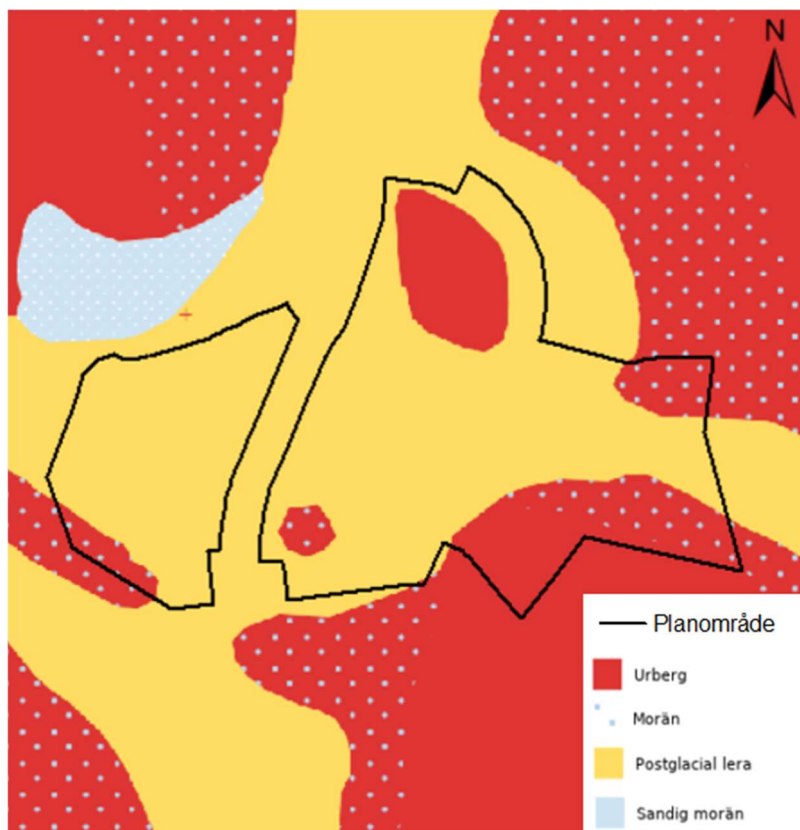 N
Planområde
Urberg
Morän
Postglacial lera
Sandig morän